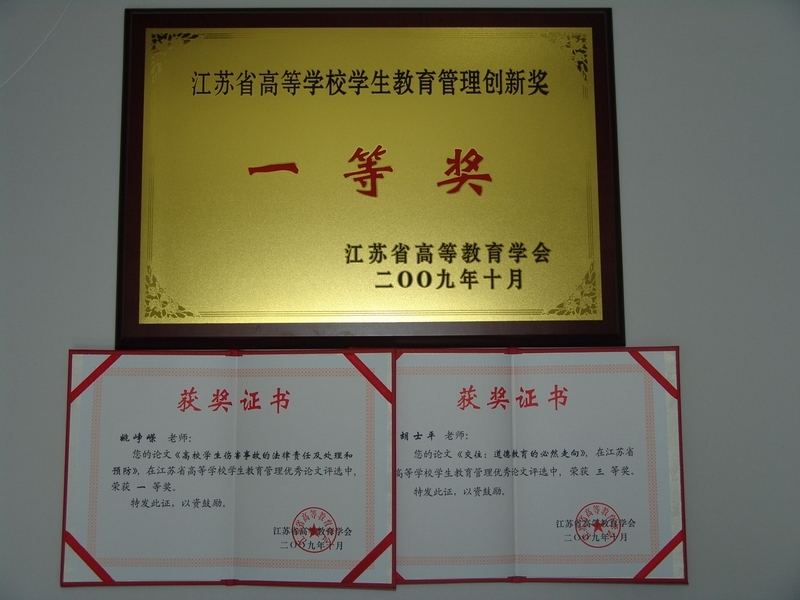 江苏省高等学校学生教育管理创新奖
一等奖
江苏省高等教育学会
二〇〇九年十月
获奖证书
姚峥嵘 老师：
您的论文《高校学生伤害事故的法律责任及处理和
预防》，在江苏省高等学校学生教育管理优秀论文评选中，
荣获 一 等奖。
特发此证，以资鼓励。
江苏省高等教育学会
二〇〇九年十月
获奖证书
胡士平 老师：
您的论文《交往：道德教育的必然走向》，在江苏省
高等学校学生教育管理优秀论文评选中，荣获 三 等奖。
特发此证，以资鼓励。
江苏省高等教育学会
二〇〇九年十月